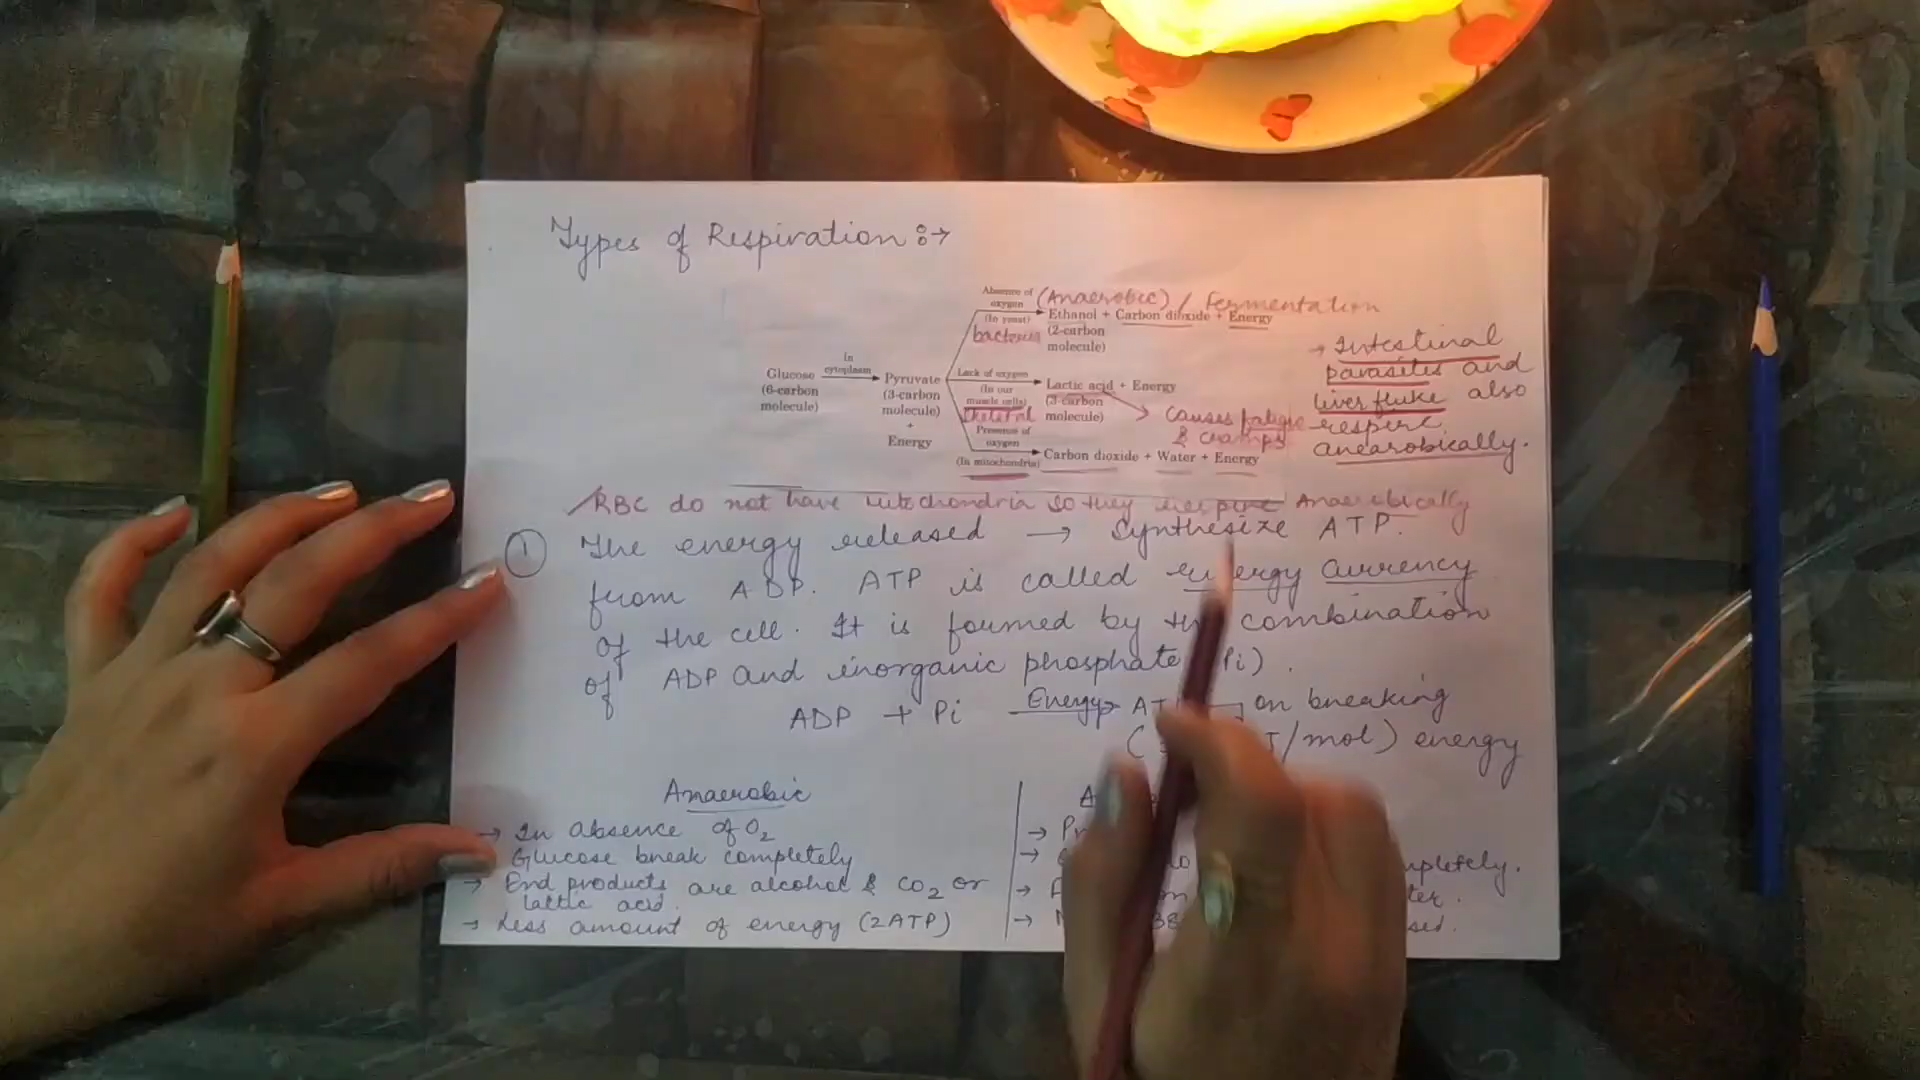 Types of Respiration :→
Absence of
oxygen (Anaerobic) / Fermentation
(In yeast) Ethanol + Carbon dioxide + Energy
bacteria (2-carbon
molecule)
→ Intestinal
parasites and
liver fluke also
respire
anearobically.
In
cytoplasm
Glucose
(6-carbon
molecule)
Pyruvate
(3-carbon
molecule)
+
Energy
Lack of oxygen
(In our
muscle cells)
Skeletal
Lactic acid + Energy
(3-carbon
molecule)
causes fatigue
& cramps
Presence of
oxygen
(In mitochondria)
Carbon dioxide + Water + Energy
RBC do not have mitochondria so they respire Anaerobically
① The energy released → Synthesize ATP.
from ADP. ATP is called energy currency
of the cell. It is formed by the combination
of ADP and inorganic phosphate Pi).
ADP + Pi Energy→ on breaking
/mol) energy
Anaerobic
→ In absence of O2
Glucose break completely
→ End products are alcohol & CO2 or
lactic acid.
→ Less amount of energy (2ATP)
→
→
→
→